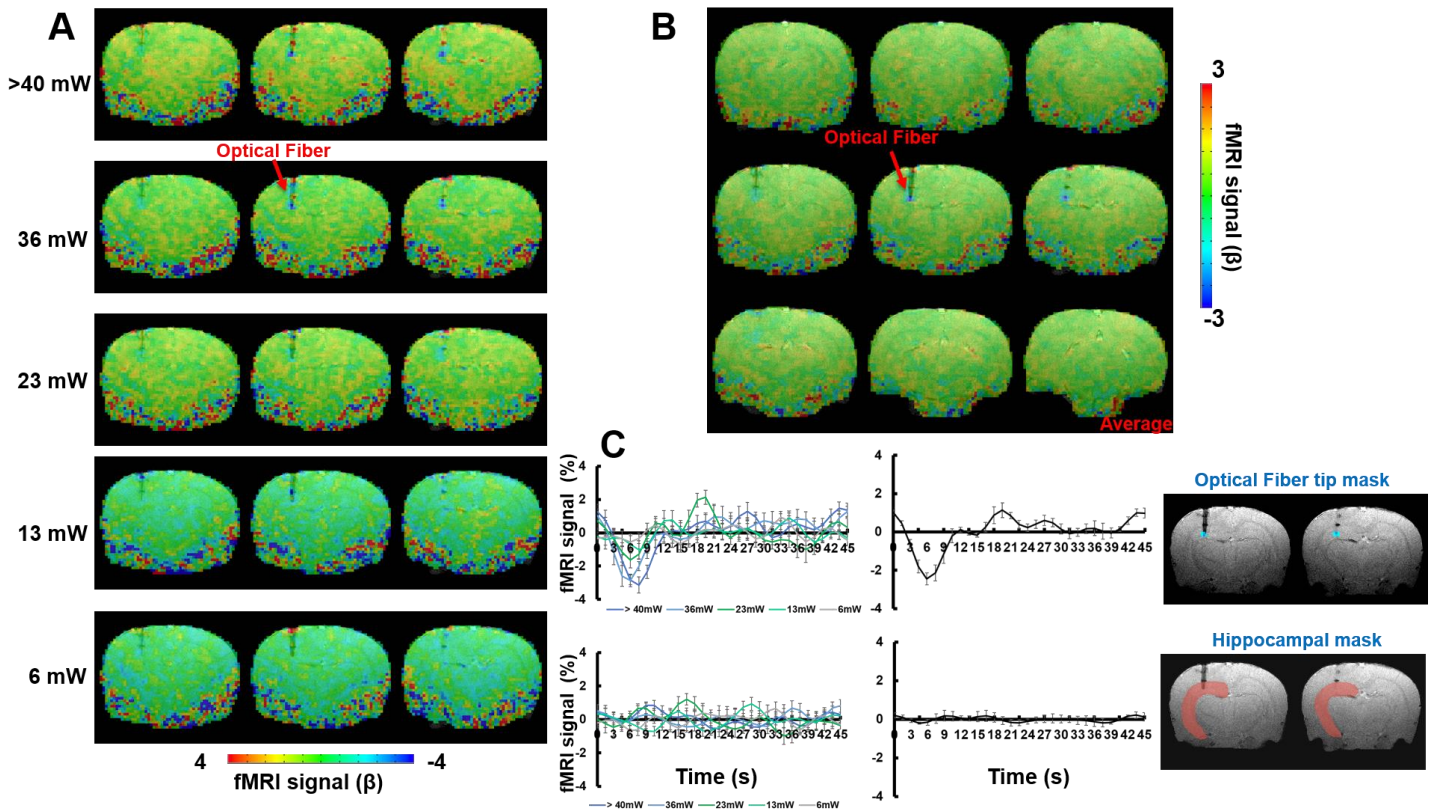 A
>40 mW
Optical Fiber
36 mW
23 mW
13 mW
6 mW
4
-4
fMRI signal (β)
B
Optical Fiber
Average
3
fMRI signal (β)
-3
C
fMRI signal (%)
4
2
0
-2
-4
0 3 6 9 12 15 18 21 24 27 30 33 36 39 42 45
> 40mW 36mW 23mW 13mW 6mW
4
2
0
-2
-4
0 3 6 9 12 15 18 21 24 27 30 33 36 39 42 45
Optical Fiber tip mask
fMRI signal (%)
4
2
0
-2
-4
0 3 6 9 12 15 18 21 24 27 30 33 36 39 42 45
Time (s)
> 40mW 36mW 23mW 13mW 6mW
4
2
0
-2
-4
0 3 6 9 12 15 18 21 24 27 30 33 36 39 42 45
Time (s)
Hippocampal mask